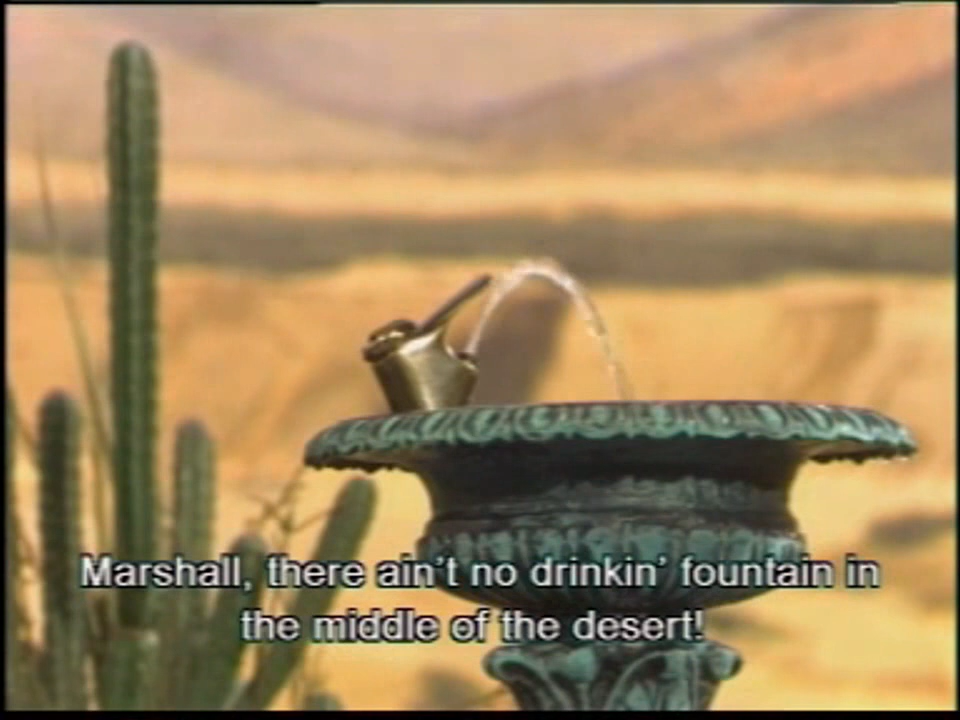 Marshall, there ain't no drinkin' fountain in
the middle of the desert!